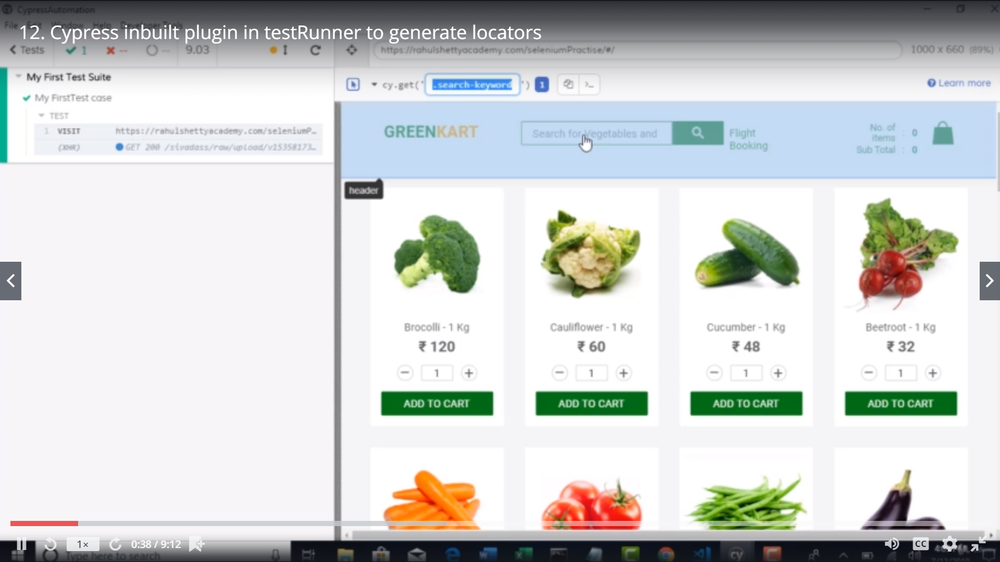 CypressAutomation
File Edit Window Help Developer Tools
12. Cypress inbuilt plugin in testRunner to generate locators
Tests 1 -- -- 9.03
https://rahulshettyacademy.com/seleniumPractise/#/
1000 x 660 (89%)
My First Test Suite
My FirstTest case
TEST
1 VISIT https://rahulshettyacademy.com/seleniumP…
(XHR) GET 200 /sivadass/raw/upload/v15358173…
cy.get('.search-keyword') 1
>_
Learn more
GREENKART
Search for Vegetables and
Flight
Booking
No. of
items : 0
Sub Total : 0
header
Brocolli - 1 Kg
₹ 120
1
ADD TO CART
Cauliflower - 1 Kg
₹ 60
1
ADD TO CART
Cucumber - 1 Kg
₹ 48
1
ADD TO CART
Beetroot - 1 Kg
₹ 32
1
ADD TO CART
1×
0:38 / 9:12
CC
Type here to search